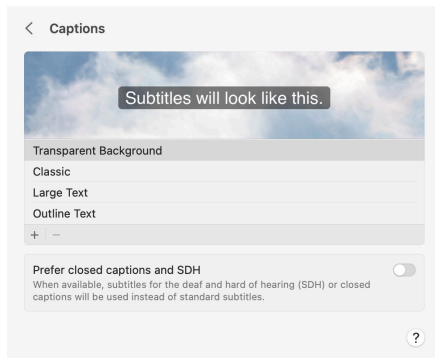 Captions
Subtitles will look like this.
Transparent Background
Classic
Large Text
Outline Text
+ −
Prefer closed captions and SDH
When available, subtitles for the deaf and hard of hearing (SDH) or closed
captions will be used instead of standard subtitles.
?